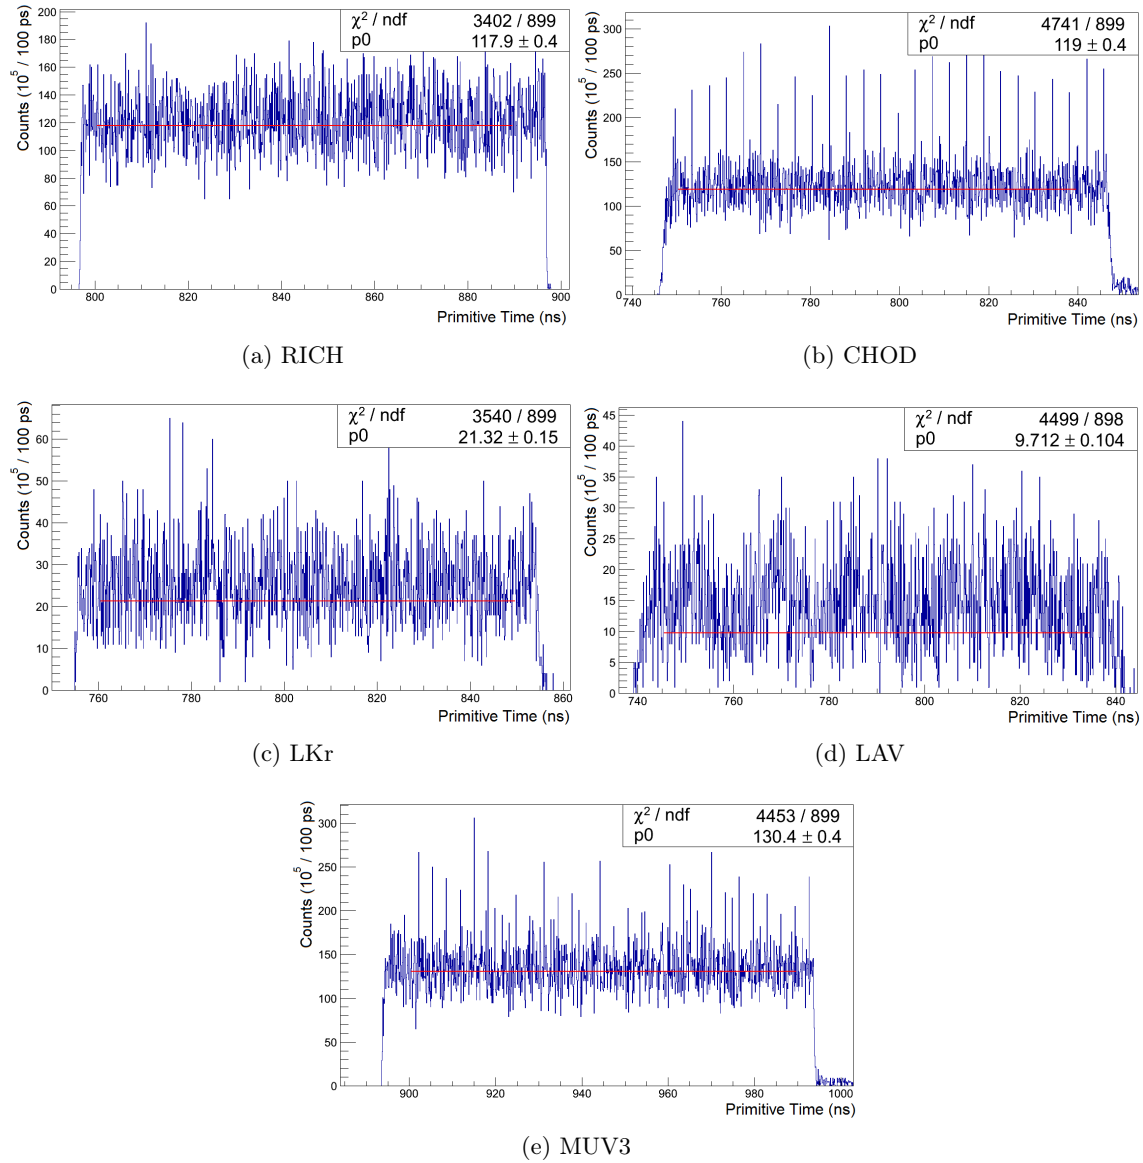 Counts (10⁵ / 100 ps)
200
180
160
140
120
100
80
60
40
20
0
χ² / ndf 3402 / 899
p0 117.9 ± 0.4
800 820 840 860 880 900
Primitive Time (ns)
(a) RICH
Counts (10⁵ / 100 ps)
300
250
200
150
100
50
0
χ² / ndf 4741 / 899
p0 119 ± 0.4
740 760 780 800 820 840
Primitive Time (ns)
(b) CHOD
Counts (10⁵ / 100 ps)
60
50
40
30
20
10
0
χ² / ndf 3540 / 899
p0 21.32 ± 0.15
760 780 800 820 840 860
Primitive Time (ns)
(c) LKr
Counts (10⁵ / 100 ps)
45
40
35
30
25
20
15
10
5
0
χ² / ndf 4499 / 898
p0 9.712 ± 0.104
740 760 780 800 820 840
Primitive Time (ns)
(d) LAV
Counts (10⁵ / 100 ps)
300
250
200
150
100
50
0
χ² / ndf 4453 / 899
p0 130.4 ± 0.4
900 920 940 960 980 1000
Primitive Time (ns)
(e) MUV3